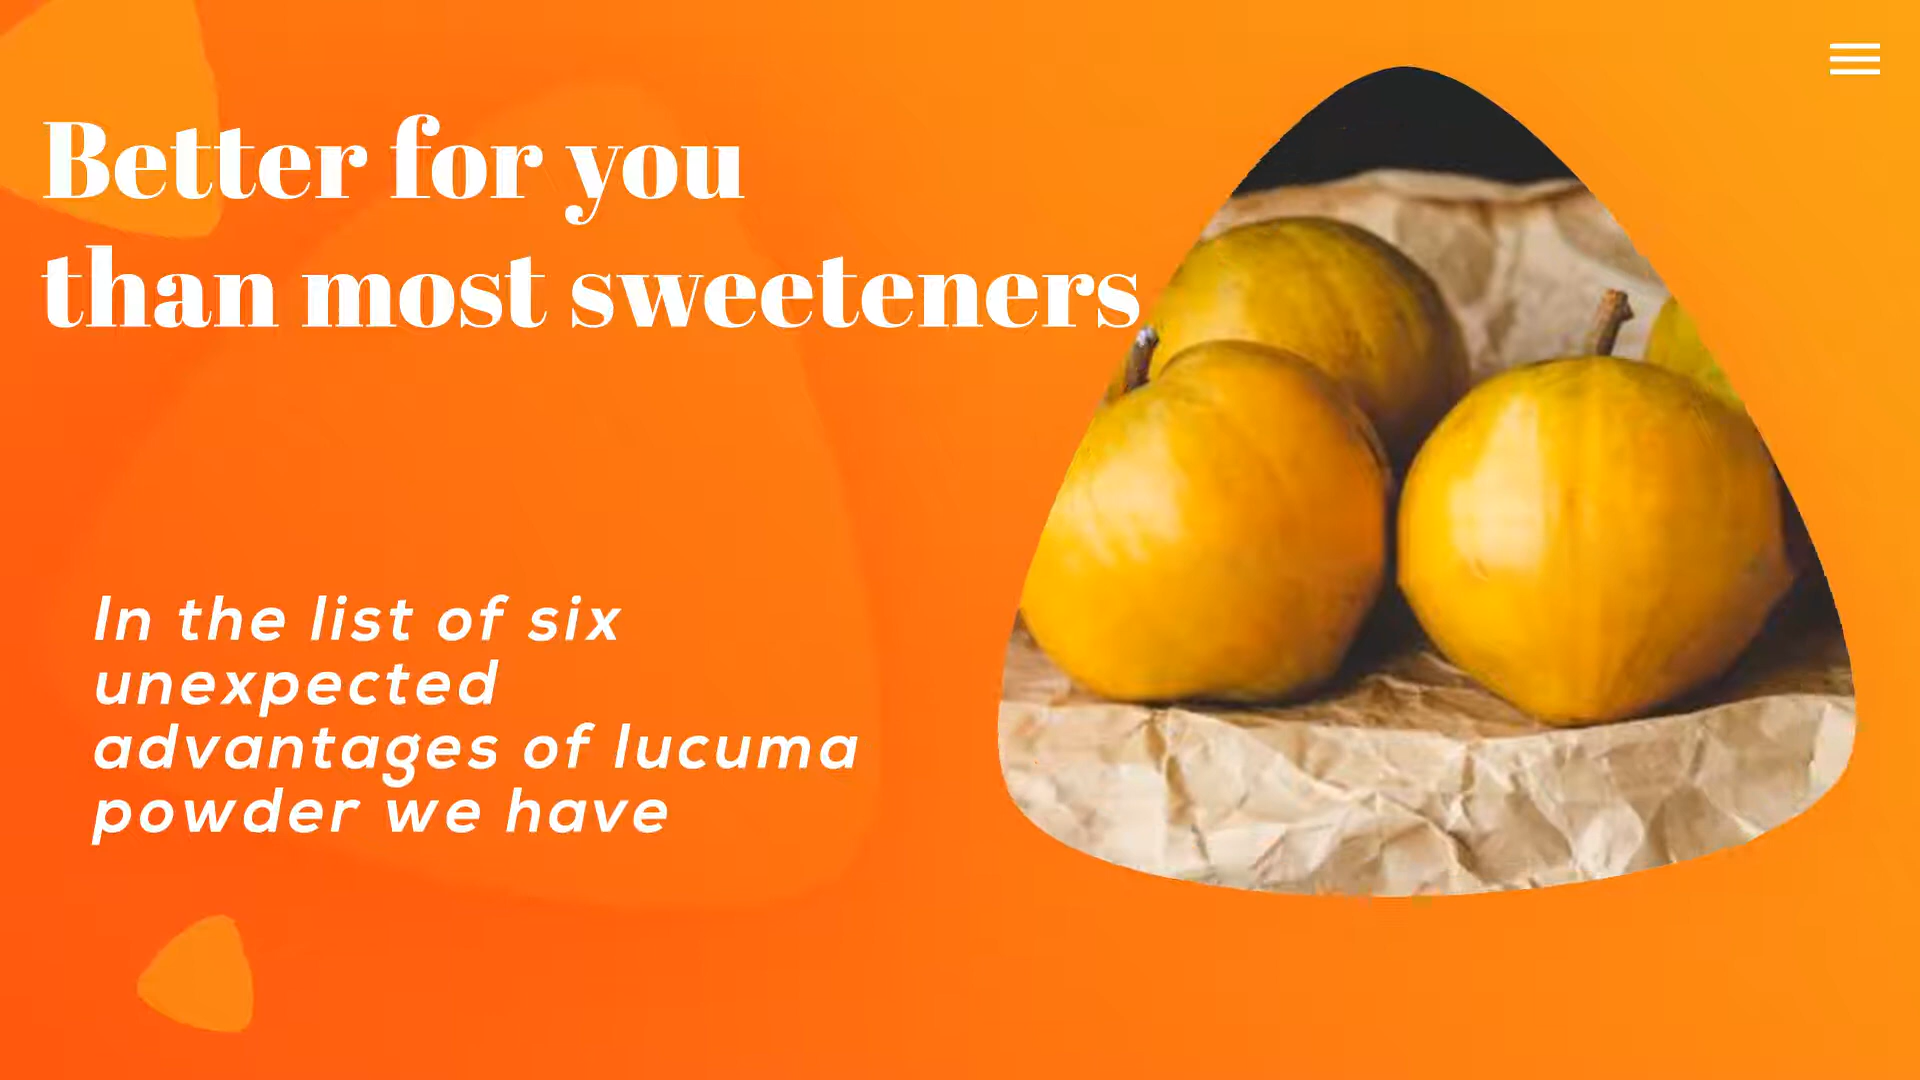 Better for you
than most sweeteners
In the list of six
unexpected
advantages of lucuma
powder we have